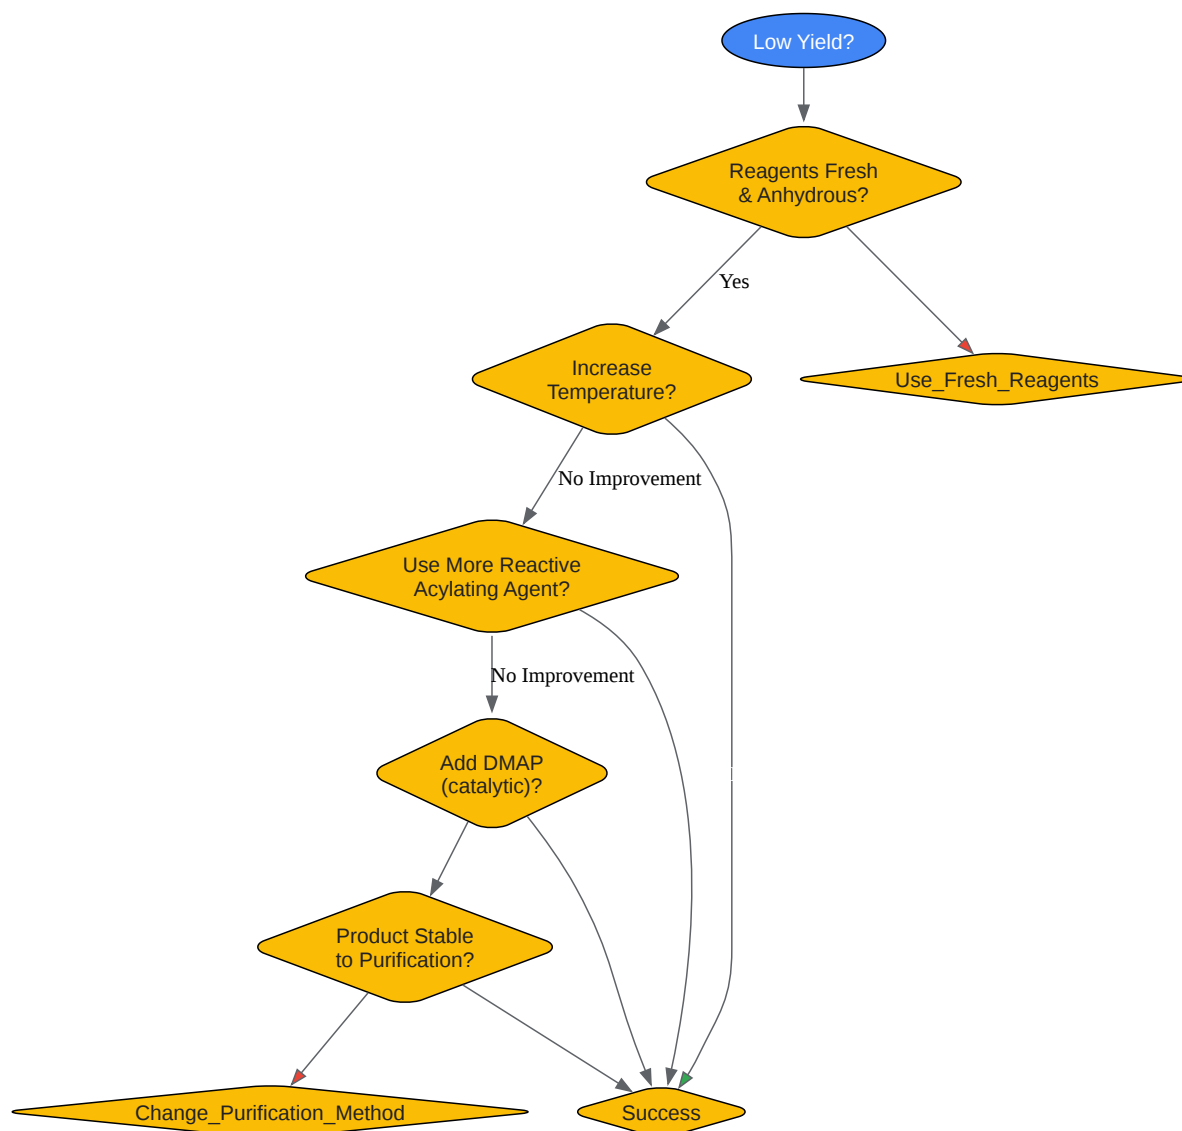 Low Yield?
Reagents Fresh
& Anhydrous?
Yes
Increase
Temperature?
Use_Fresh_Reagents
No Improvement
Use More Reactive
Acylating Agent?
No Improvement
Add DMAP
(catalytic)?
Product Stable
to Purification?
Change_Purification_Method
Success